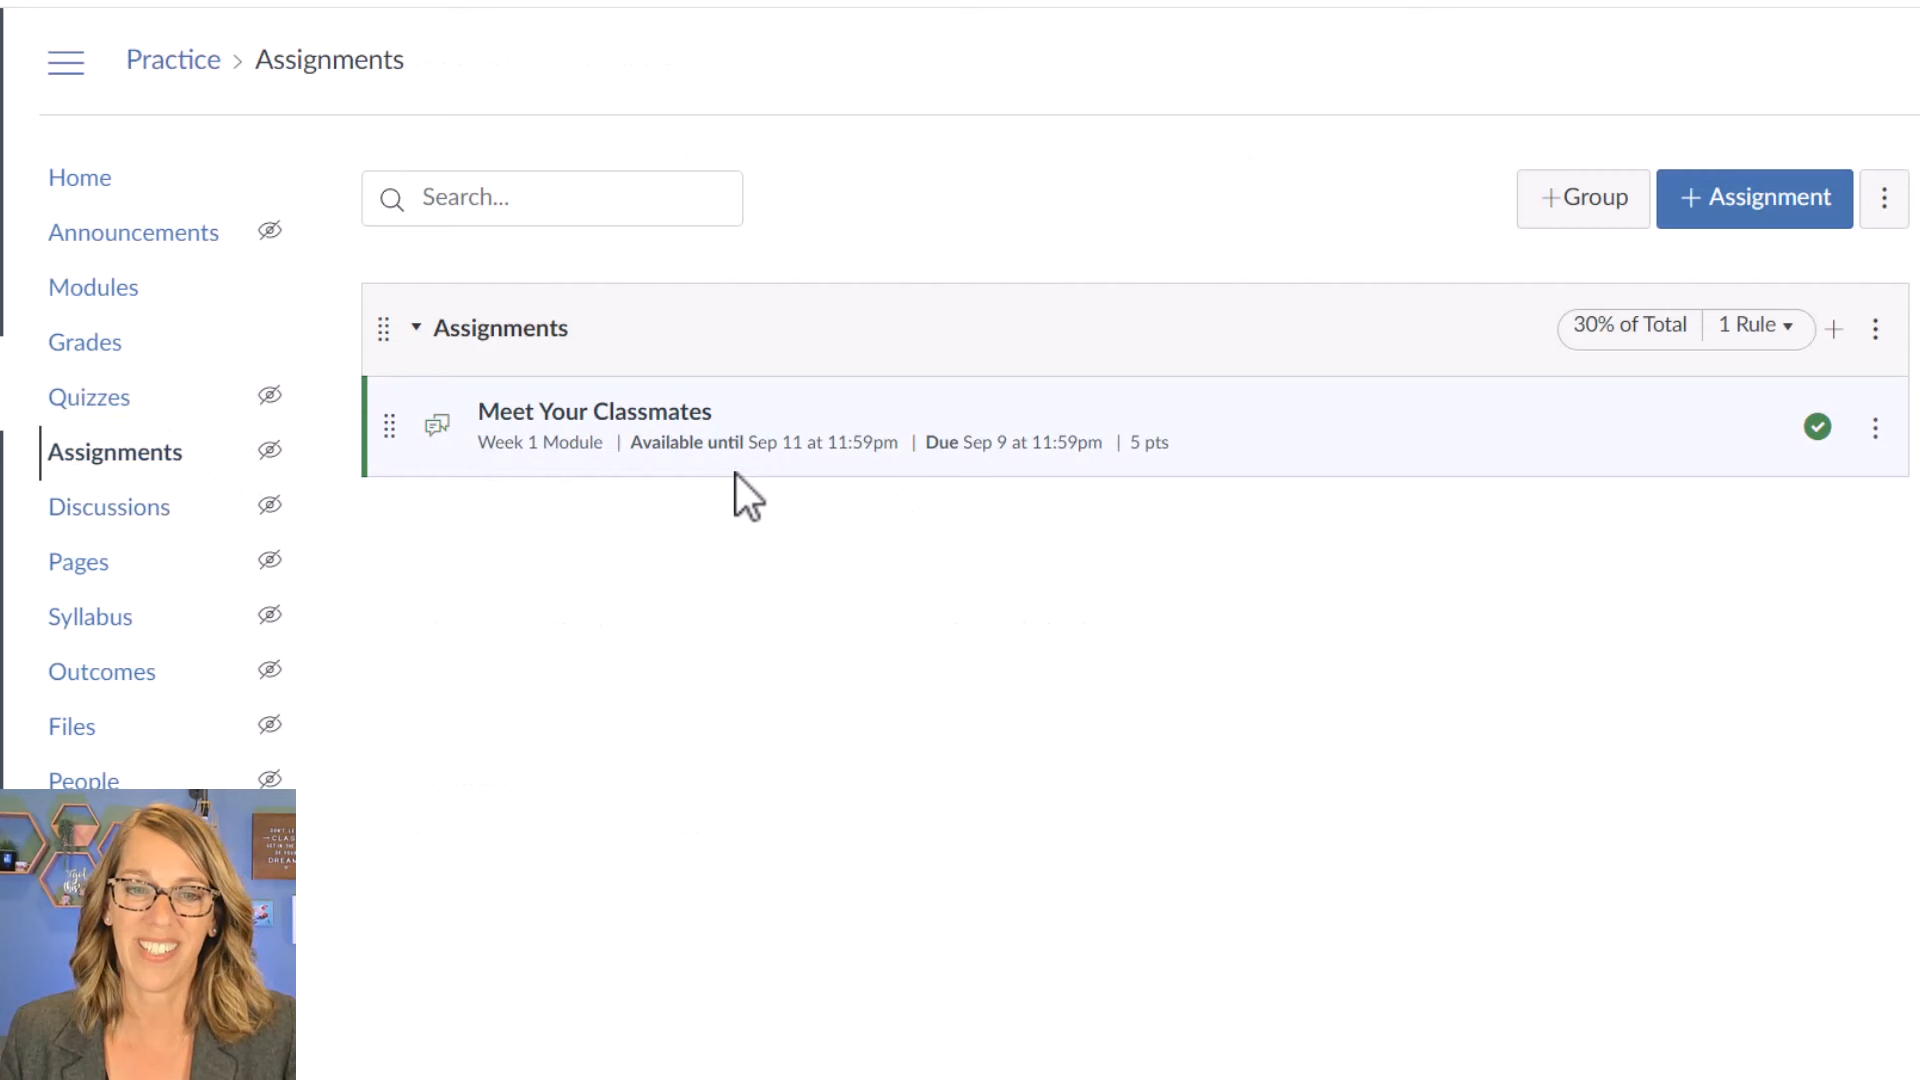 Practice > Assignments
Home
Announcements
Modules
Grades
Quizzes
Assignments
Discussions
Pages
Syllabus
Outcomes
Files
People
Search...
+Group
+ Assignment
Assignments
30% of Total | 1 Rule
Meet Your Classmates
Week 1 Module | Available until Sep 11 at 11:59pm | Due Sep 9 at 11:59pm | 5 pts